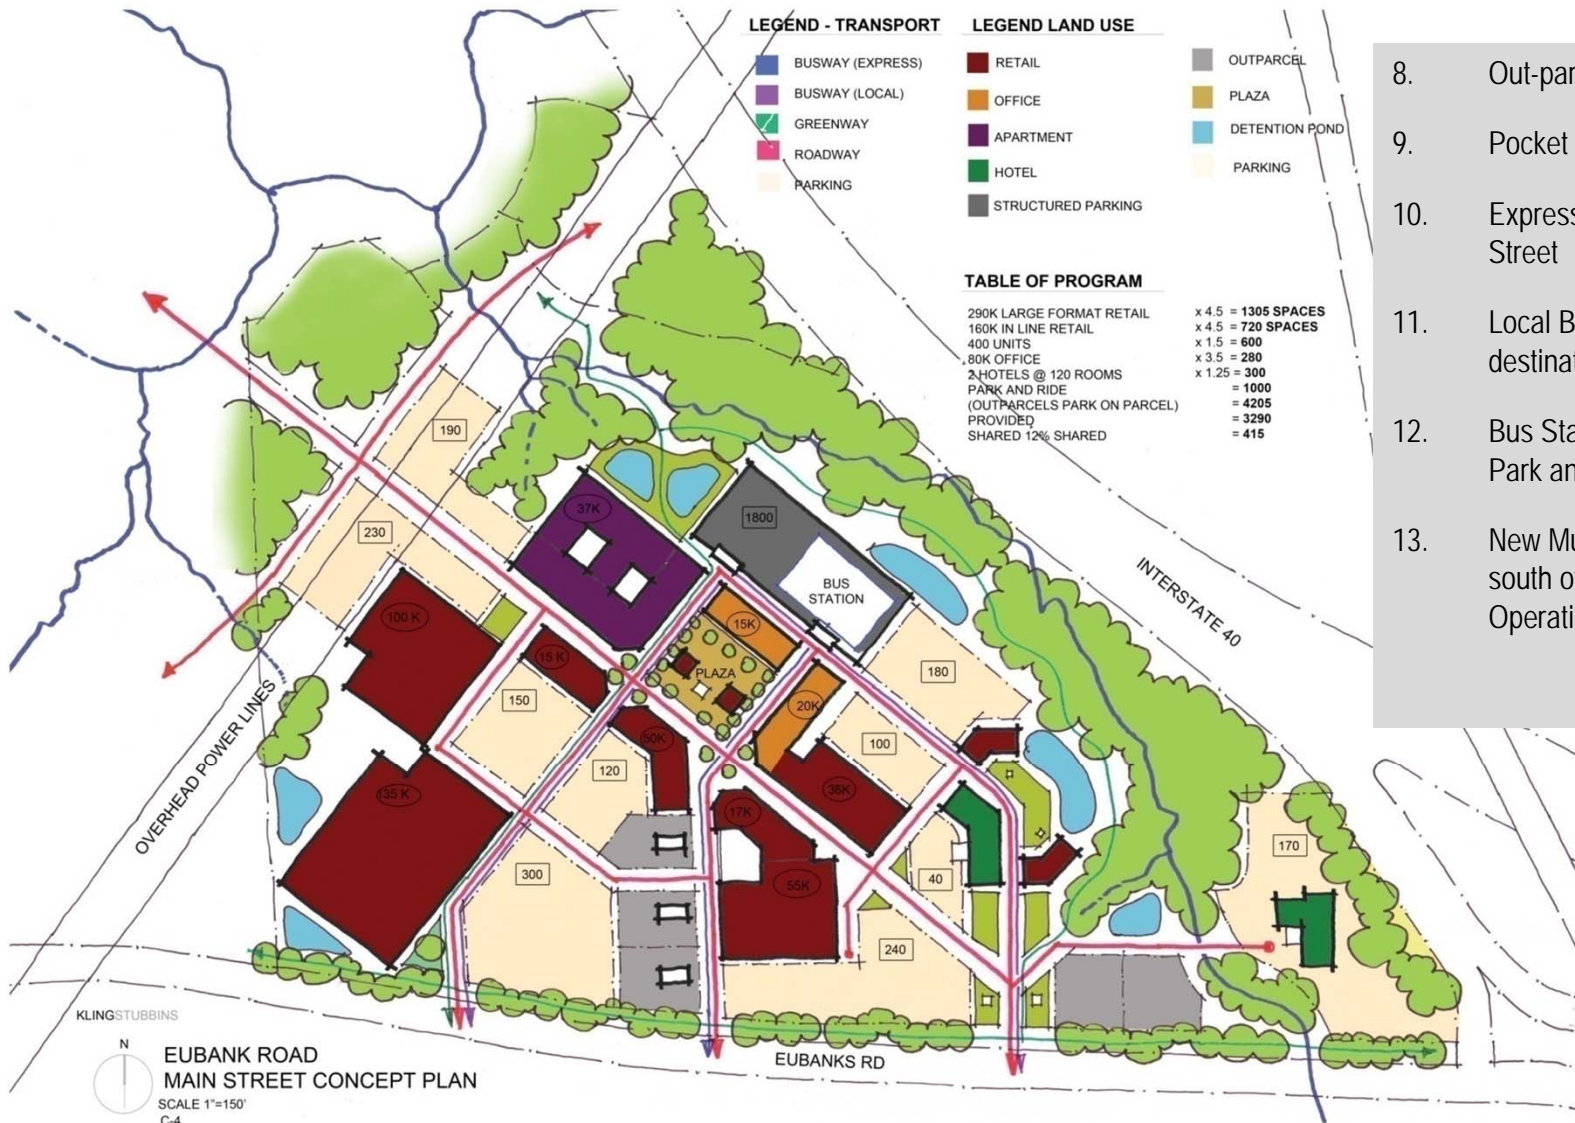 LEGEND - TRANSPORT
BUSWAY (EXPRESS)
BUSWAY (LOCAL)
GREENWAY
ROADWAY
PARKING
LEGEND LAND USE
RETAIL
OFFICE
APARTMENT
HOTEL
STRUCTURED PARKING
OUTPARCEL
PLAZA
DETENTION POND
PARKING
TABLE OF PROGRAM
290K LARGE FORMAT RETAIL x 4.5 = 1305 SPACES
160K IN LINE RETAIL x 4.5 = 720 SPACES
400 UNITS x 1.5 = 600
80K OFFICE x 3.5 = 280
2 HOTELS @ 120 ROOMS x 1.25 = 300
PARK AND RIDE = 1000
(OUTPARCELS PARK ON PARCEL) = 4205
PROVIDED = 3290
SHARED 12% SHARED = 415
8. Out-par
9. Pocket
10. Express
Street
11. Local B
destinat
12. Bus Sta
Park an
13. New Mu
south o
Operati
190
230
37K
1800
BUS
STATION
INTERSTATE 40
100 K
15 K
15K
PLAZA
180
150
20K
50K
100
120
135 K
36K
17K
OVERHEAD POWER LINES
300
55K
40
170
240
KLINGSTUBBINS
N
EUBANK ROAD
MAIN STREET CONCEPT PLAN
SCALE 1"=150'
C-4
EUBANKS RD